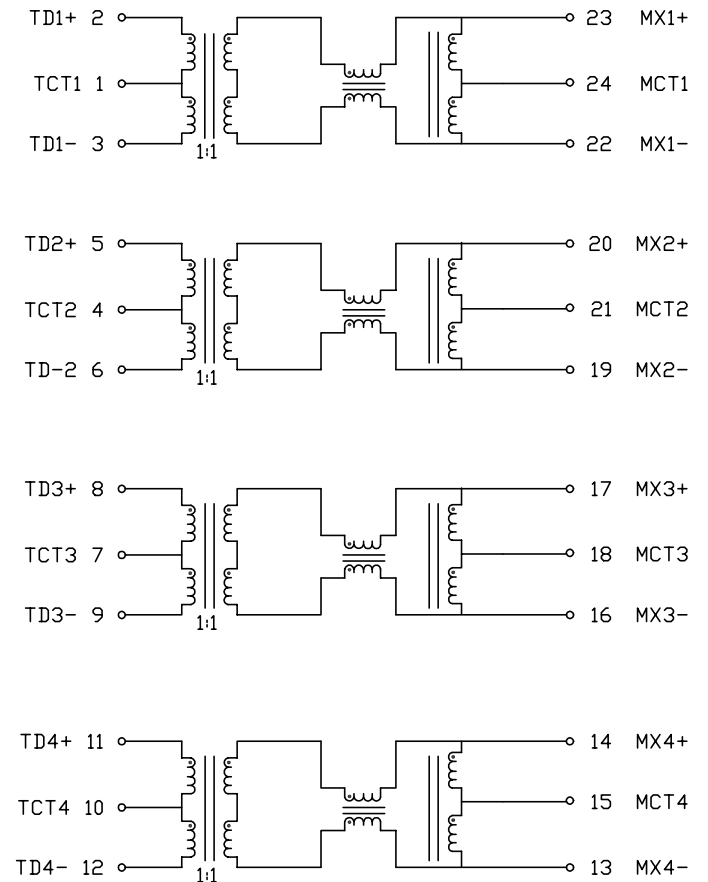 TD1+ 2 23 MX1+
TCT1 1 24 MCT1
TD1- 3 22 MX1-
1:1
TD2+ 5 20 MX2+
TCT2 4 21 MCT2
TD-2 6 19 MX2-
1:1
TD3+ 8 17 MX3+
TCT3 7 18 MCT3
TD3- 9 16 MX3-
1:1
TD4+ 11 14 MX4+
TCT4 10 15 MCT4
TD4- 12 13 MX4-
1:1